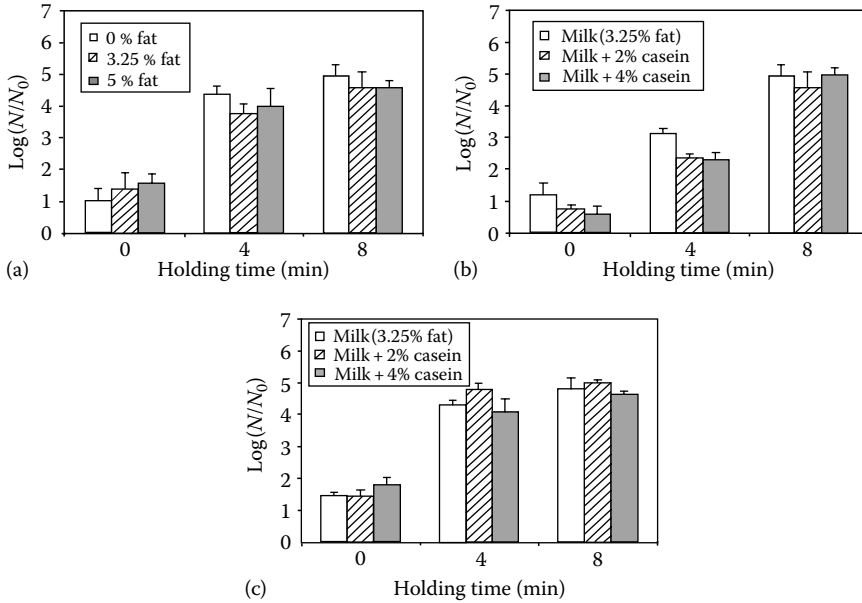 7
6
5
4
3
2
1
0
Log(N/N₀)
0 % fat
3.25 % fat
5 % fat
0 4 8
Holding time (min)
(a)
7
6
5
4
3
2
1
0
Log(N/N₀)
Milk (3.25% fat)
Milk + 2% casein
Milk + 4% casein
0 4 8
Holding time (min)
(b)
7
6
5
4
3
2
1
0
Log(N/N₀)
Milk (3.25% fat)
Milk + 2% casein
Milk + 4% casein
0 4 8
Holding time (min)
(c)